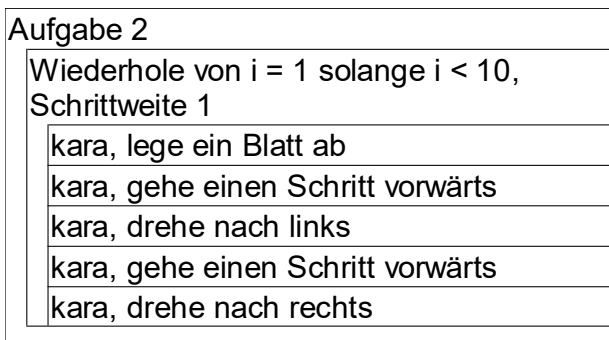 Aufgabe 2
Wiederhole von i = 1 solange i < 10,
Schrittweite 1
kara, lege ein Blatt ab
kara, gehe einen Schritt vorwärts
kara, drehe nach links
kara, gehe einen Schritt vorwärts
kara, drehe nach rechts